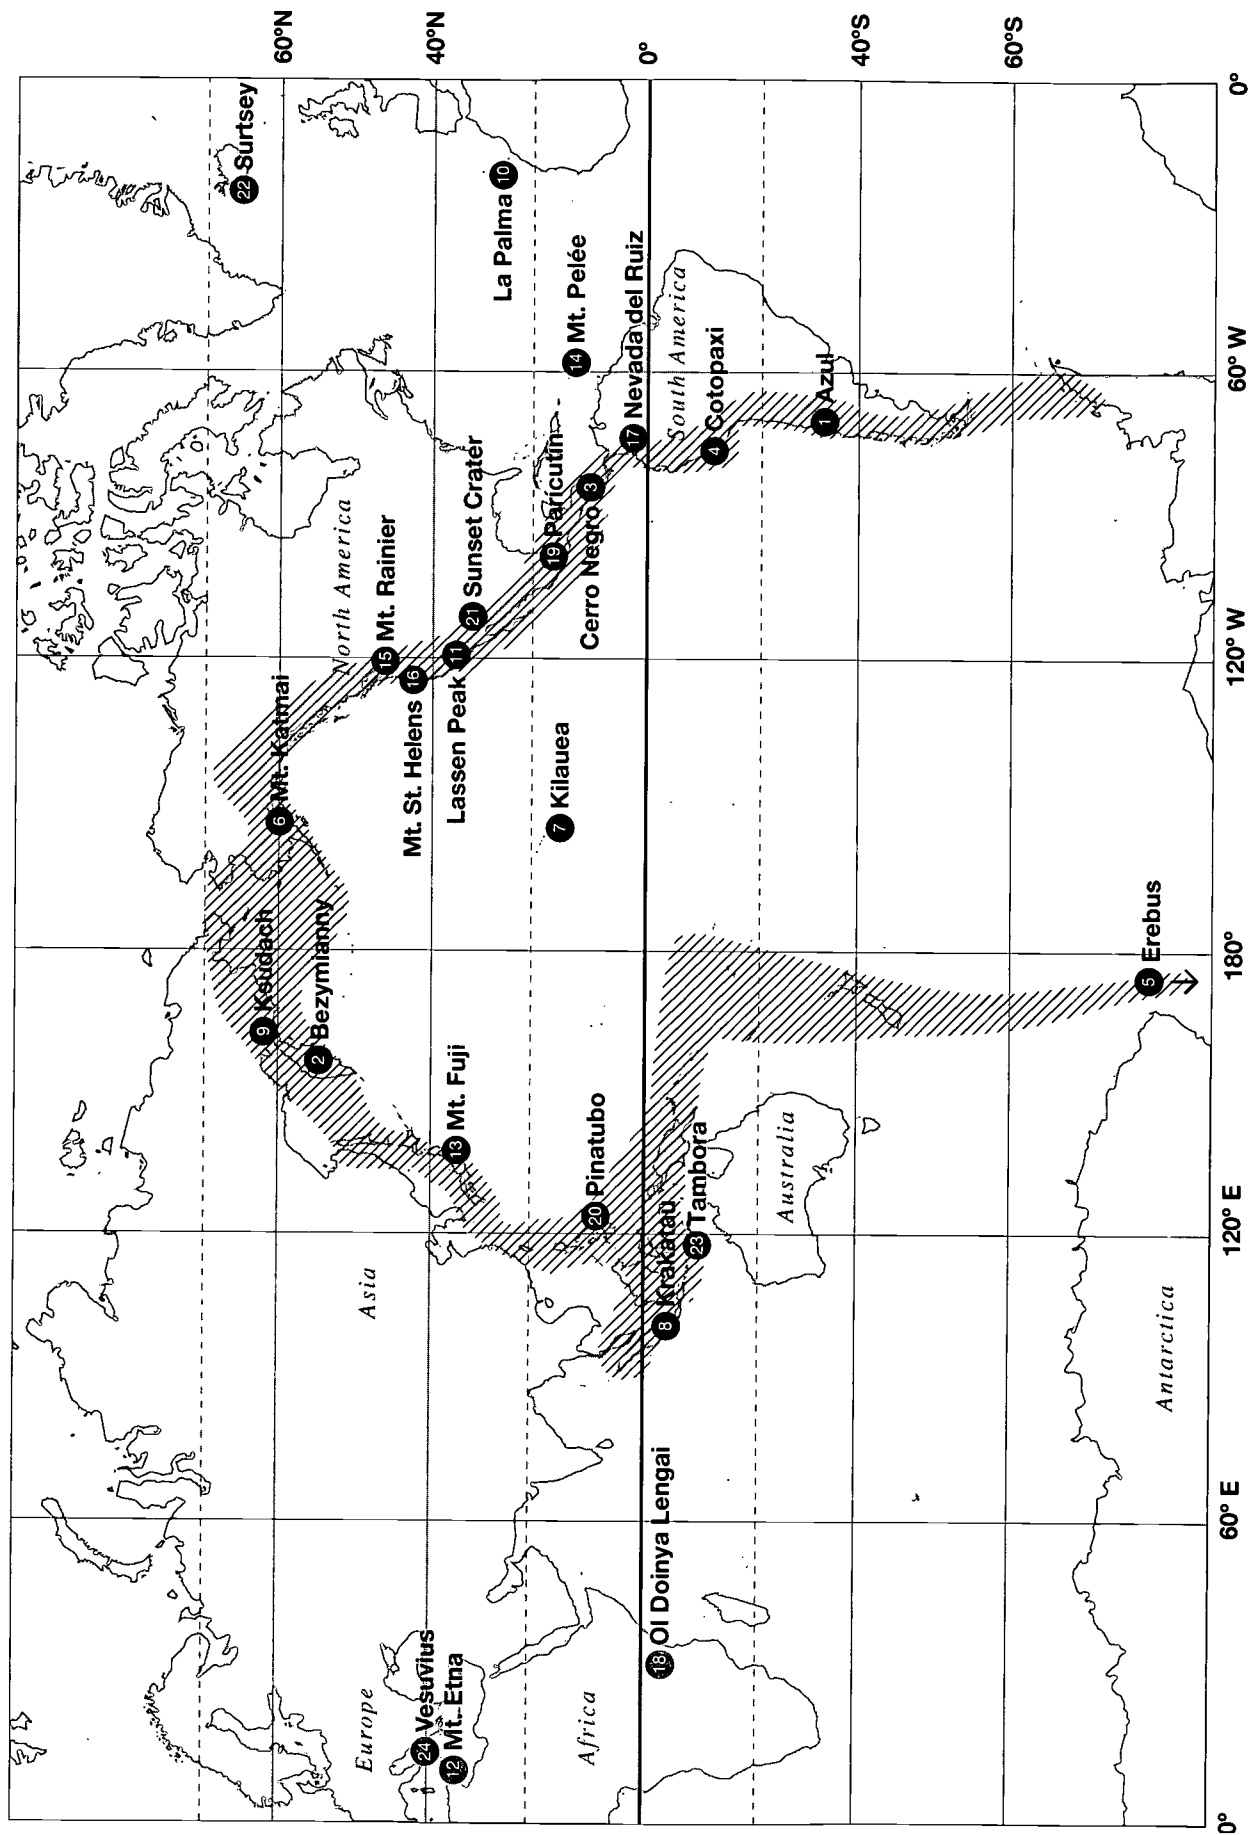 60°N
40°N
0°
40°S
60°S
0°
60° E
120° E
180°
120° W
60° W
0°
Europe
Africa
Asia
Australia
Antarctica
North America
South America
1 Azul
2 Bezymianny
3 Cerro Negro
4 Cotopaxi
5 Erebus
6 Mt. Katmai
7 Kilauea
8 Krakatau
9 Ksudach
10 La Palma
11 Lassen Peak
12 Mt. Etna
13 Mt. Fuji
14 Mt. Pelée
15 Mt. Rainier
16 Mt. St. Helens
17 Nevada del Ruiz
18 Ol Doinya Lengai
19 Paricutin
20 Pinatubo
21 Sunset Crater
22 Surtsey
23 Tambora
24 Vesuvius